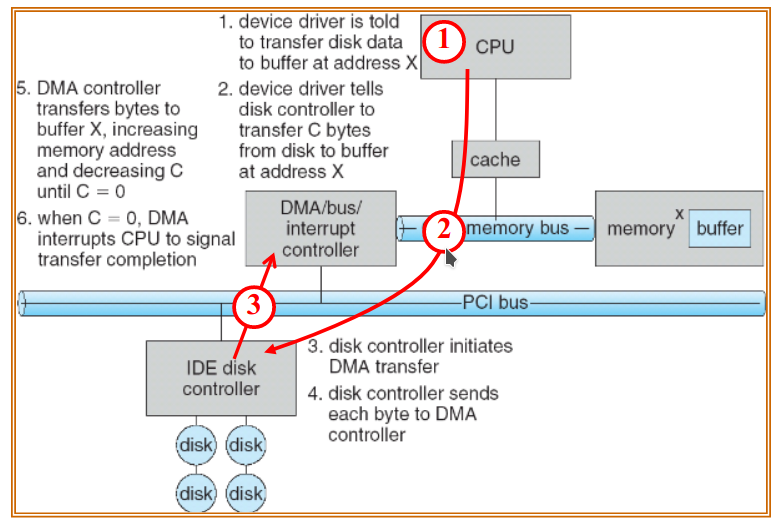 1. device driver is told
to transfer disk data
to buffer at address X
1
CPU
5. DMA controller
transfers bytes to
buffer X, increasing
memory address
and decreasing C
until C = 0
2. device driver tells
disk controller to
transfer C bytes
from disk to buffer
at address X
cache
6. when C = 0, DMA
interrupts CPU to signal
transfer completion
DMA/bus/
interrupt
controller
2
memory bus
memory
x
buffer
3
PCI bus
IDE disk
controller
3. disk controller initiates
DMA transfer
4. disk controller sends
each byte to DMA
controller
disk
disk
disk
disk